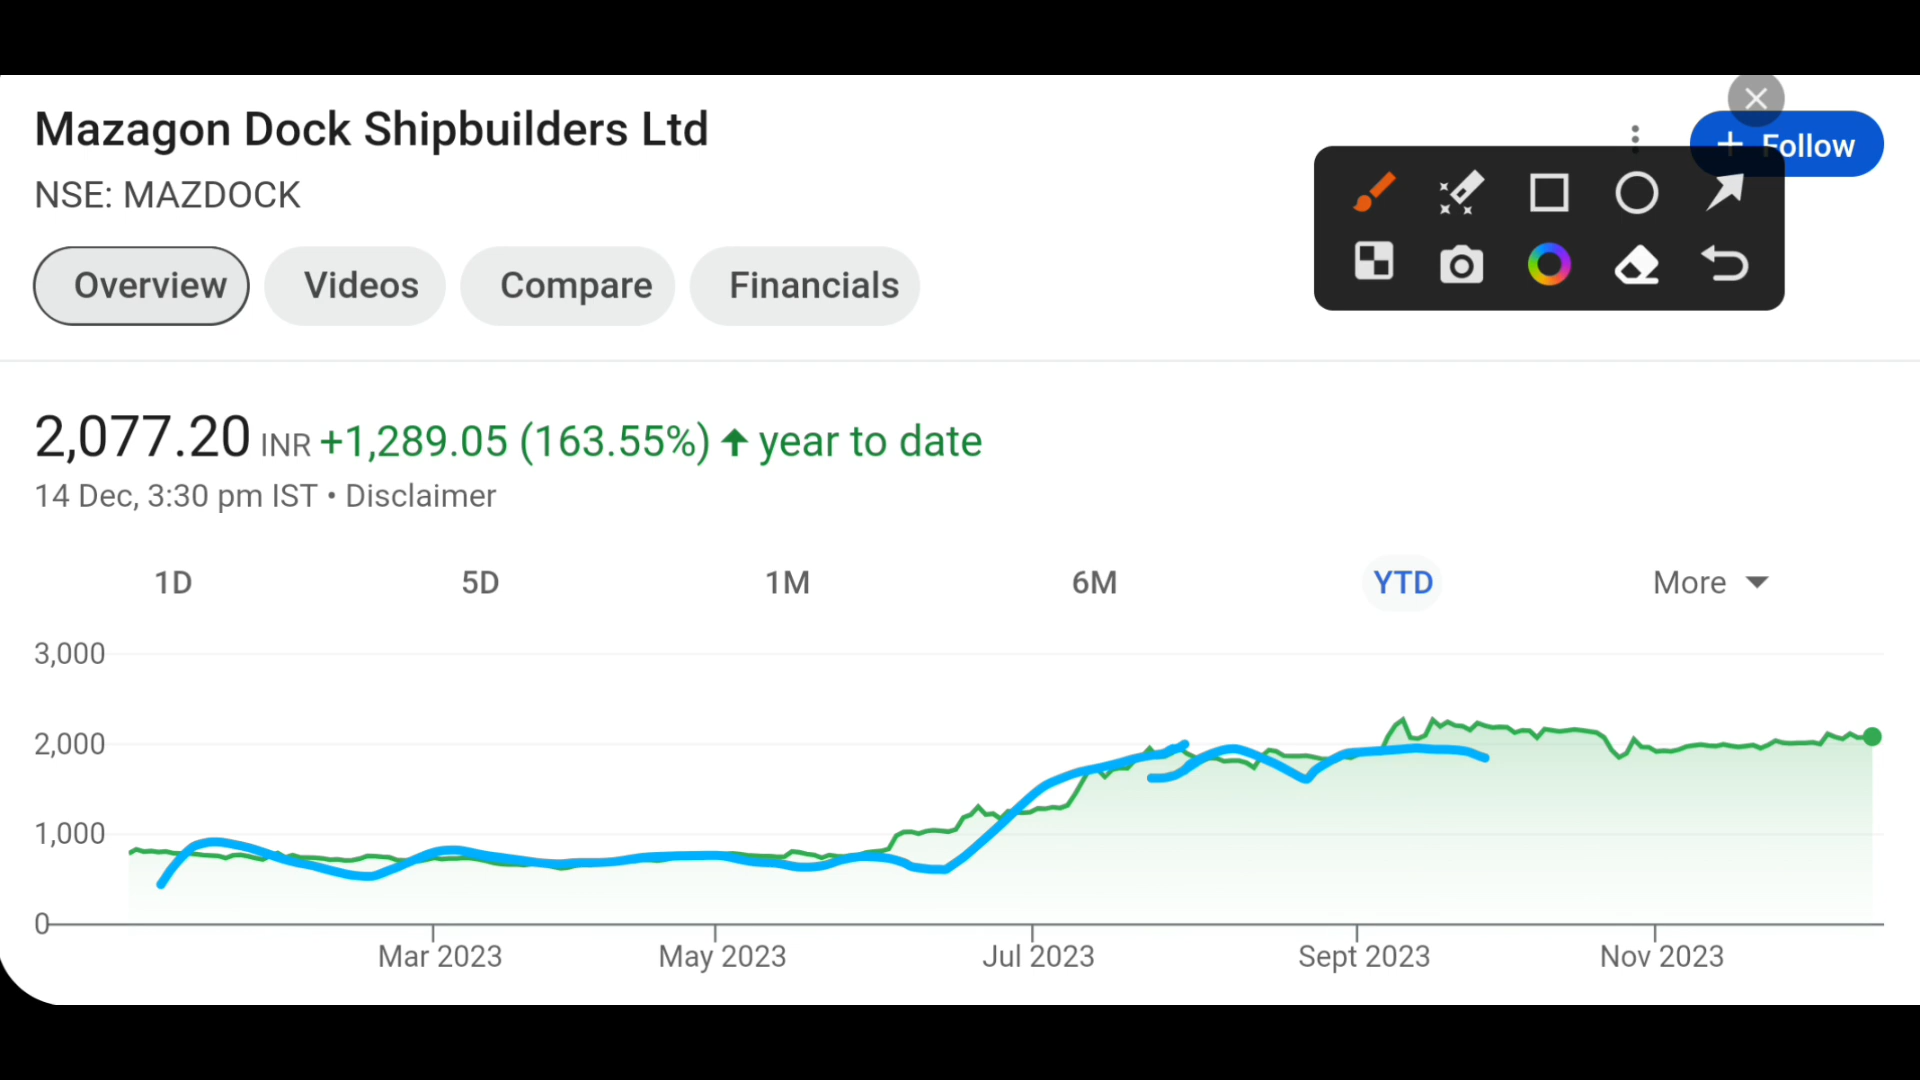 Mazagon Dock Shipbuilders Ltd
+ Follow
NSE: MAZDOCK
Overview Videos Compare Financials
2,077.20 INR +1,289.05 (163.55%) ↑ year to date
14 Dec, 3:30 pm IST • Disclaimer
1D 5D 1M 6M YTD More
3,000
2,000
1,000
0
Mar 2023 May 2023 Jul 2023 Sept 2023 Nov 2023